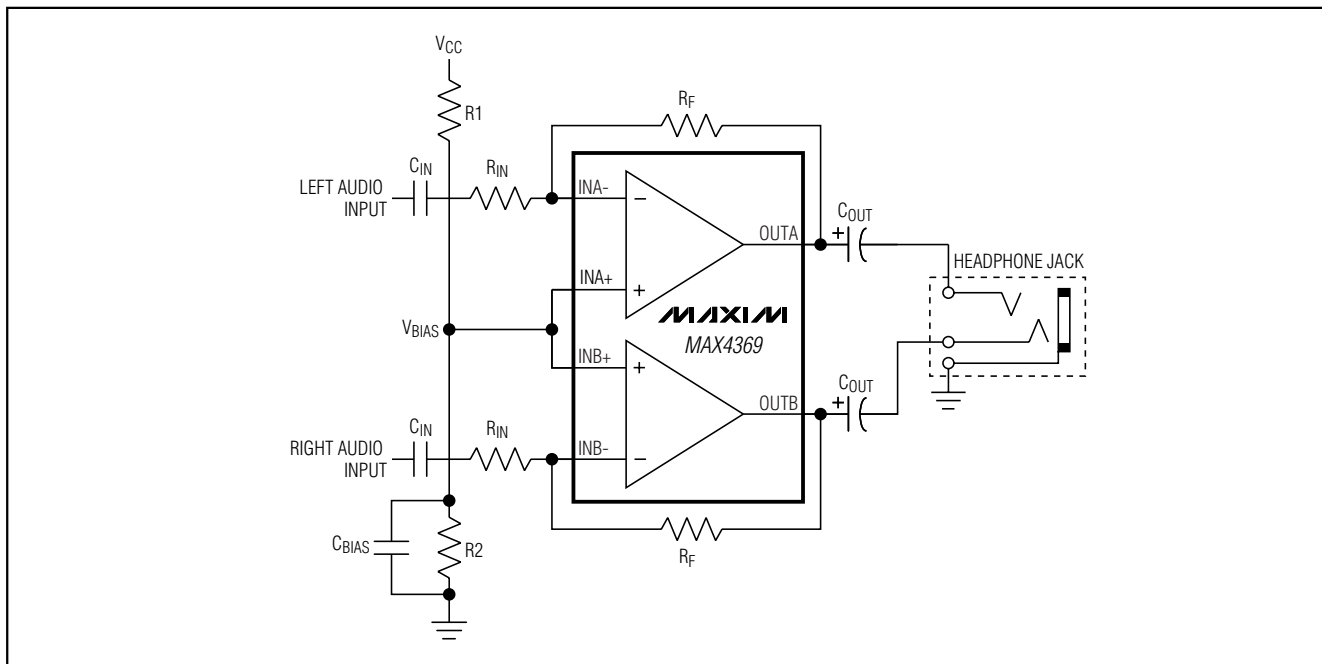 VCC
R1
RF
CIN
RIN
LEFT AUDIO
INPUT
INA-
−
OUTA
COUT
+
HEADPHONE JACK
INA+
+
MAXIM
MAX4369
VBIAS
INB+
+
COUT
+
OUTB
CIN
RIN
RIGHT AUDIO
INPUT
INB-
−
CBIAS
R2
RF